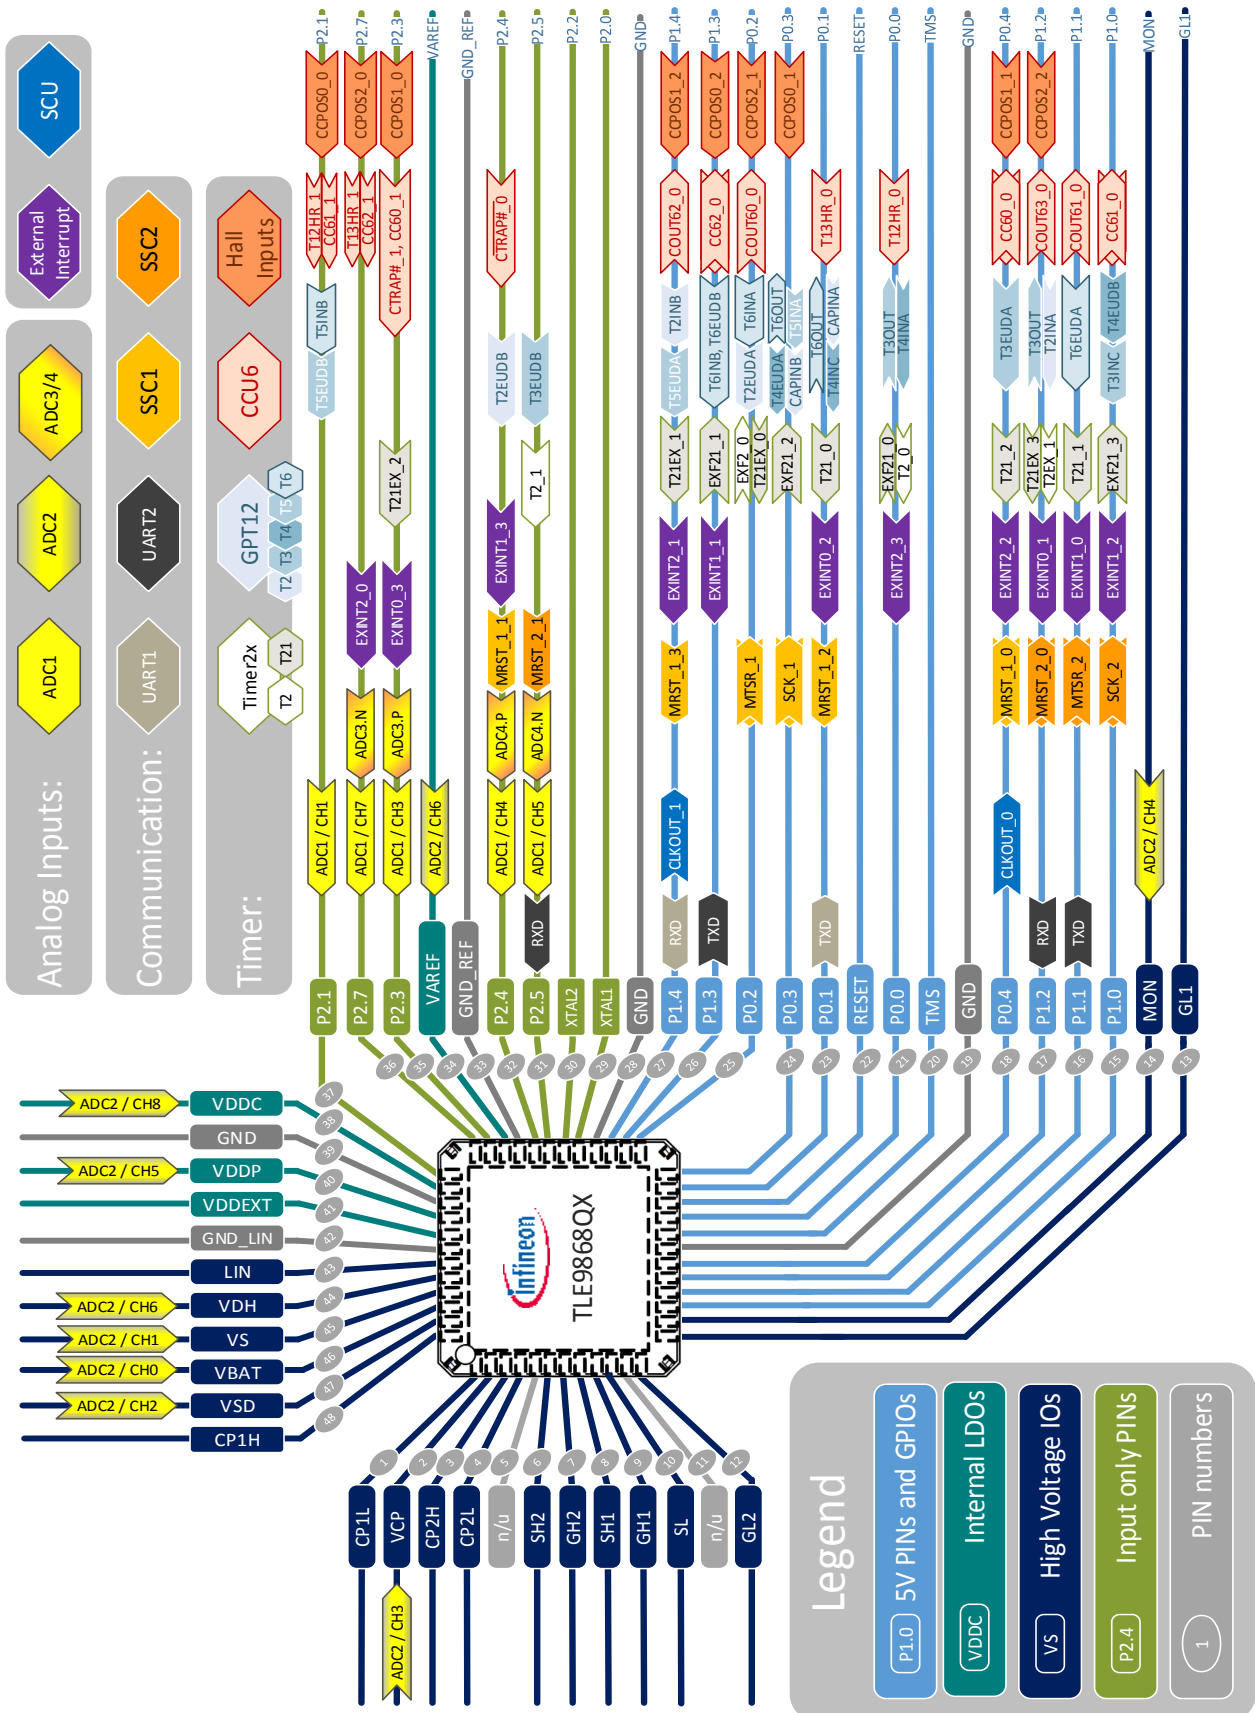 Analog Inputs:
ADC1
ADC2
ADC3/4
External
Interrupt
SCU
Communication:
UART1
UART2
SSC1
SSC2
Timer:
Timer2x
T2
T21
GPT12
T2
T3
T4
T5
T6
CCU6
Hall
Inputs
P2.1
ADC1 / CH1
T5EUDB
T5INB
T12HR_1
CC61_1
CCPOS0_0
P2.1
P2.7
ADC1 / CH7
ADC3.N
EXINT2_0
T13HR_1
CC62_1
CCPOS2_0
P2.7
P2.3
ADC1 / CH3
ADC3.P
EXINT0_3
T21EX_2
CTRAP#_1, CC60_1
CCPOS1_0
P2.3
VAREF
ADC2 / CH6
VAREF
GND_REF
GND_REF
P2.4
ADC1 / CH4
ADC4.P
MRST_1_1
EXINT1_3
T2EUDB
CTRAP#_0
P2.4
P2.5
RXD
ADC1 / CH5
ADC4.N
MRST_2_1
T2_1
T3EUDB
P2.5
XTAL2
P2.2
XTAL1
P2.0
GND
GND
P1.4
RXD
CLKOUT_1
MRST_1_3
EXINT2_1
T21EX_1
T5EUDA
T2INB
COUT62_0
CCPOS1_2
P1.4
P1.3
TXD
EXINT1_1
EXF21_1
T6INB, T6EUDB
CC62_0
CCPOS0_2
P1.3
P0.2
MTSR_1
EXF2_0
T21EX_0
T2EUDA
T6INA
COUT60_0
CCPOS2_1
P0.2
P0.3
SCK_1
EXF21_2
T4EUDA
T6OUT
CAPINB
T5INA
CCPOS0_1
P0.3
P0.1
TXD
MRST_1_2
EXINT0_2
T21_0
T6OUT
T4INC
CAPINA
T13HR_0
P0.1
RESET
RESET
P0.0
EXINT2_3
EXF21_0
T2_0
T3OUT
T4INA
T12HR_0
P0.0
TMS
TMS
GND
GND
P0.4
CLKOUT_0
MRST_1_0
EXINT2_2
T21_2
T3EUDA
CC60_0
CCPOS1_1
P0.4
P1.2
RXD
MRST_2_0
EXINT0_1
T21EX_3
T2EX_1
T3OUT
T2INA
COUT63_0
CCPOS2_2
P1.2
P1.1
TXD
MTSR_2
EXINT1_0
T21_1
T6EUDA
COUT61_0
P1.1
P1.0
SCK_2
EXINT1_2
EXF21_3
T3INC
T4EUDB
CC61_0
P1.0
MON
ADC2 / CH4
MON
GL1
GL1
36
35
34
33
32
31
30
29
28
27
26
25
24
23
22
21
20
19
18
17
16
15
14
13
ADC2 / CH8
VDDC
37
GND
38
ADC2 / CH5
VDDP
39
VDDEXT
40
GND_LIN
41
LIN
42
ADC2 / CH6
VDH
43
ADC2 / CH1
VS
44
ADC2 / CH0
VBAT
45
ADC2 / CH2
VSD
46
CP1H
47
48
infineon
TLE9868QX
1
2
3
4
5
6
7
8
9
10
11
12
CP1L
VCP
CP2H
CP2L
n/u
SH2
GH2
SH1
GH1
SL
n/u
GL2
ADC2 / CH3
Legend
P1.0
5V PINs and GPIOs
VDDC
Internal LDOs
VS
High Voltage IOs
P2.4
Input only PINs
1
PIN numbers